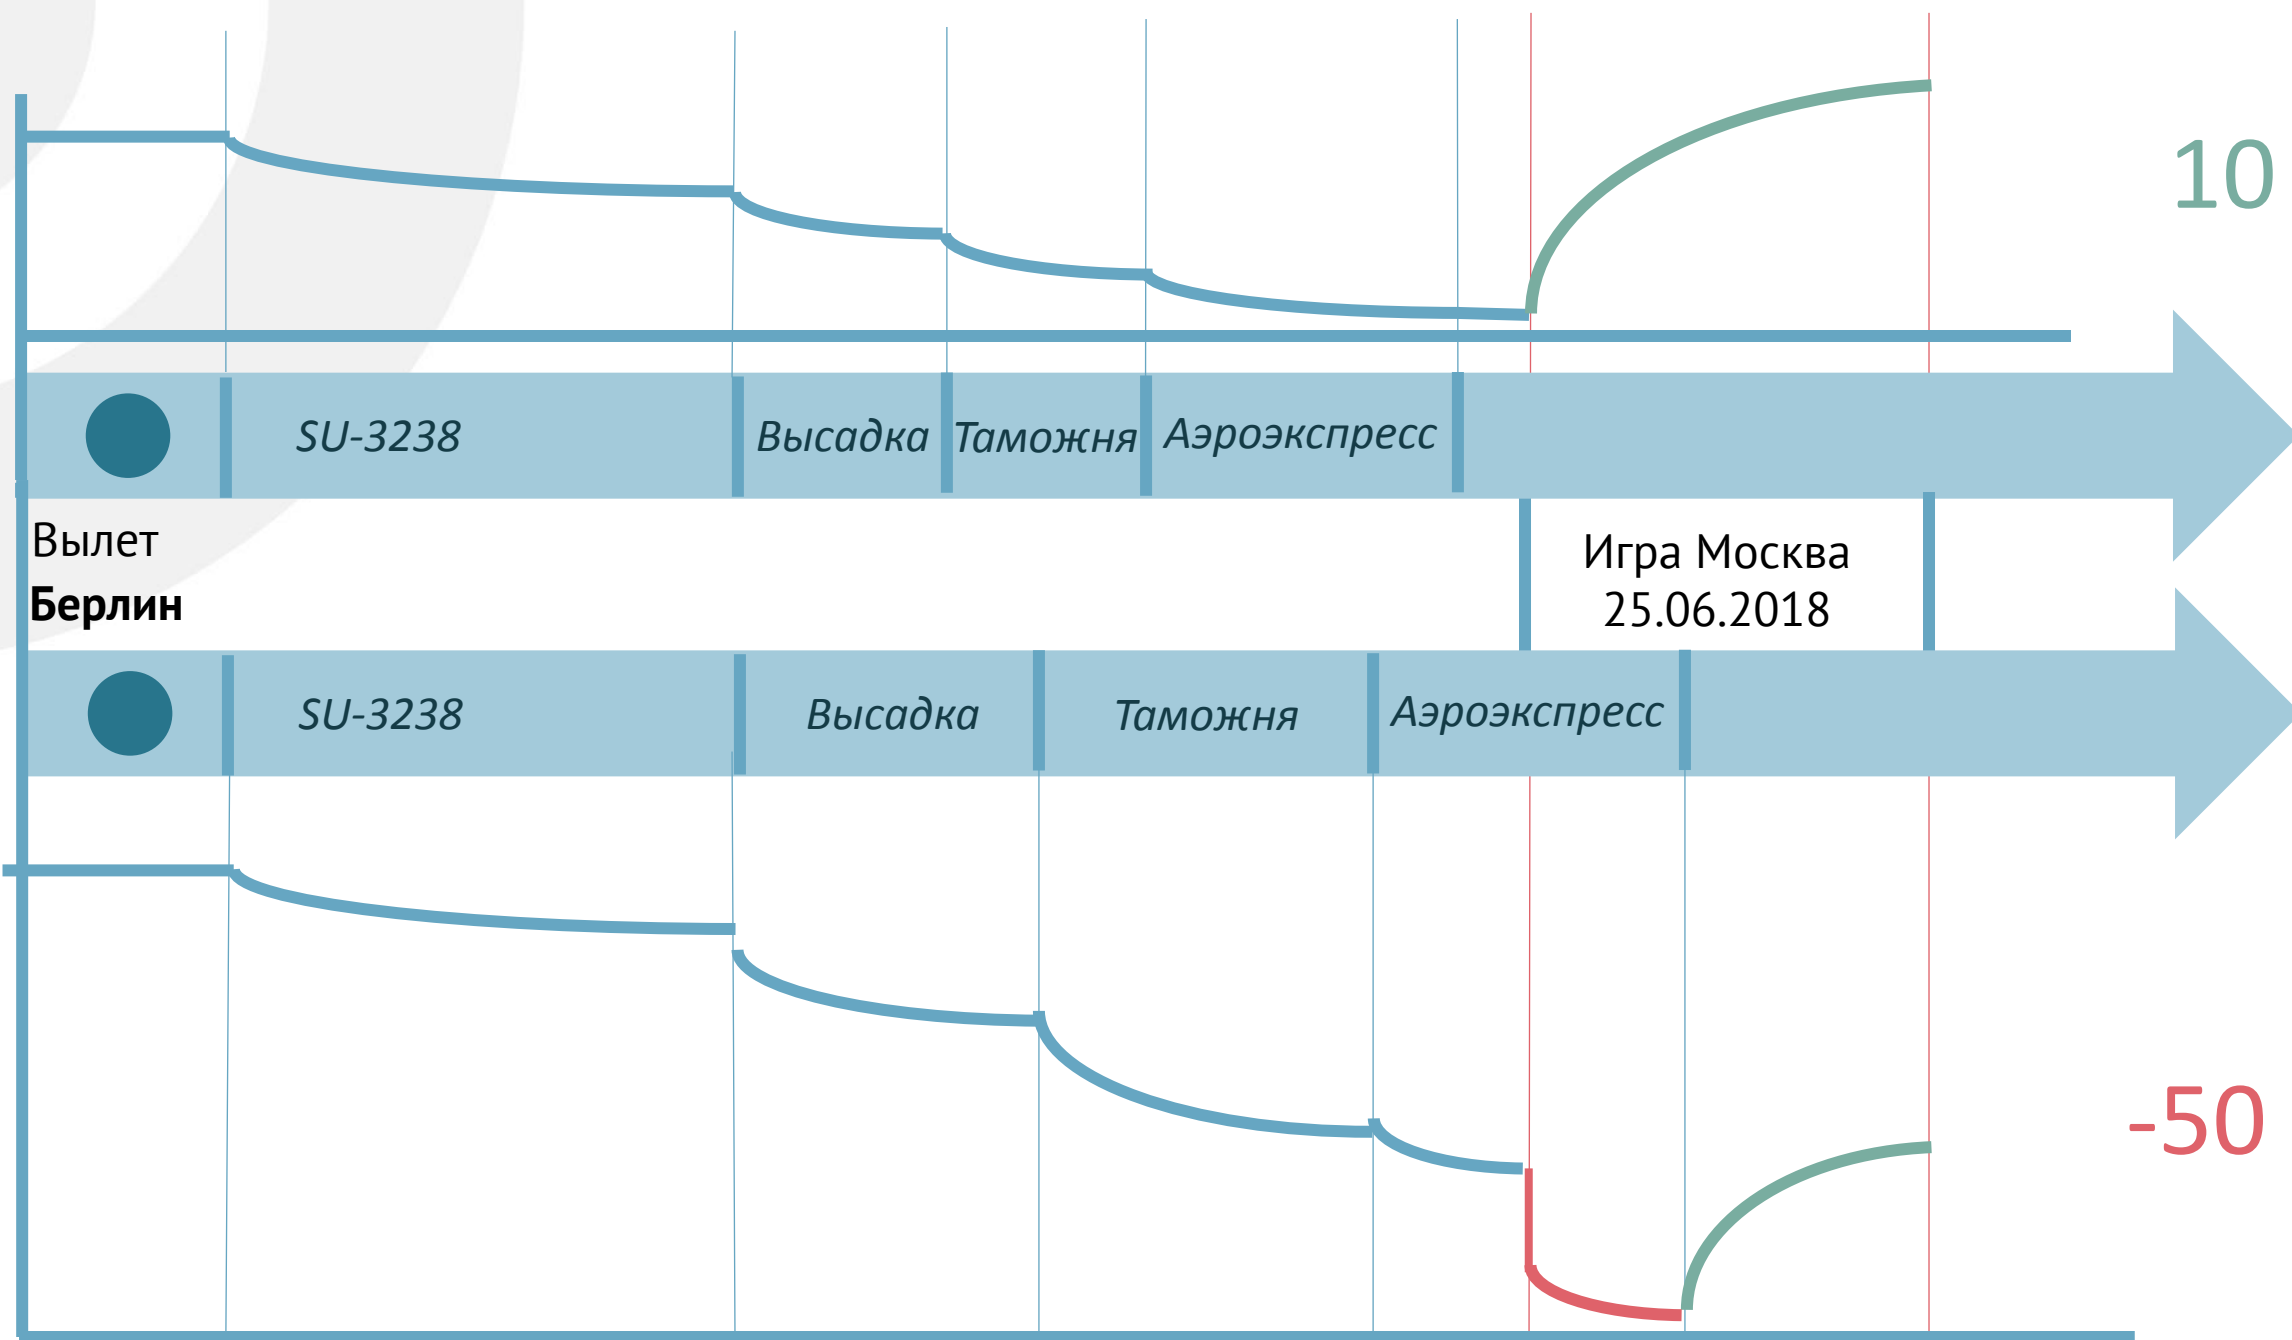 10
SU-3238
Высадка
Таможня
Аэроэкспресс
Вылет
Берлин
Игра Москва
25.06.2018
SU-3238
Высадка
Таможня
Аэроэкспресс
-50